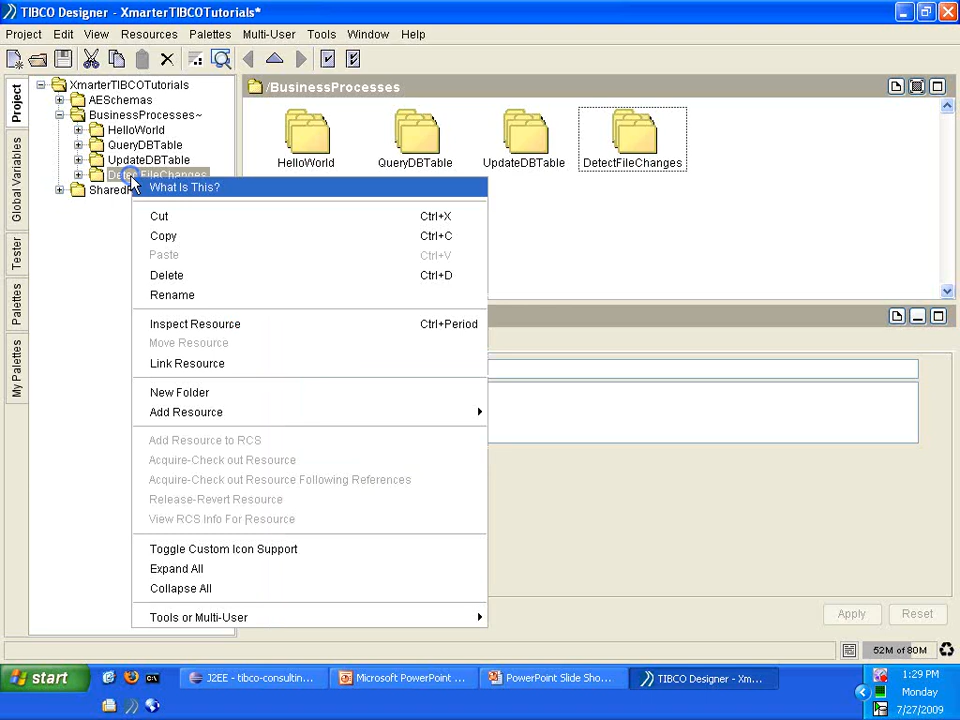 TIBCO Designer - XmarterTIBCOTutorials*
Project Edit View Resources Palettes Multi-User Tools Window Help
Project
Global Variables
Tester
Palettes
My Palettes
XmarterTIBCOTutorials
AESchemas
BusinessProcesses~
HelloWorld
QueryDBTable
UpdateDBTable
DetectFileChanges
/BusinessProcesses
HelloWorld QueryDBTable UpdateDBTable DetectFileChanges
What Is This?
Cut Ctrl+X
Copy Ctrl+C
Paste Ctrl+V
Delete Ctrl+D
Rename
Inspect Resource Ctrl+Period
Move Resource
Link Resource
New Folder
Add Resource
Add Resource to RCS
Acquire-Check out Resource
Acquire-Check out Resource Following References
Release-Revert Resource
View RCS Info For Resource
Toggle Custom Icon Support
Expand All
Collapse All
Tools or Multi-User
Apply Reset
52M of 80M
start
J2EE - tibco-consultin...
Microsoft PowerPoint ...
PowerPoint Slide Sho...
TIBCO Designer - Xm...
1:29 PM
Monday
7/27/2009